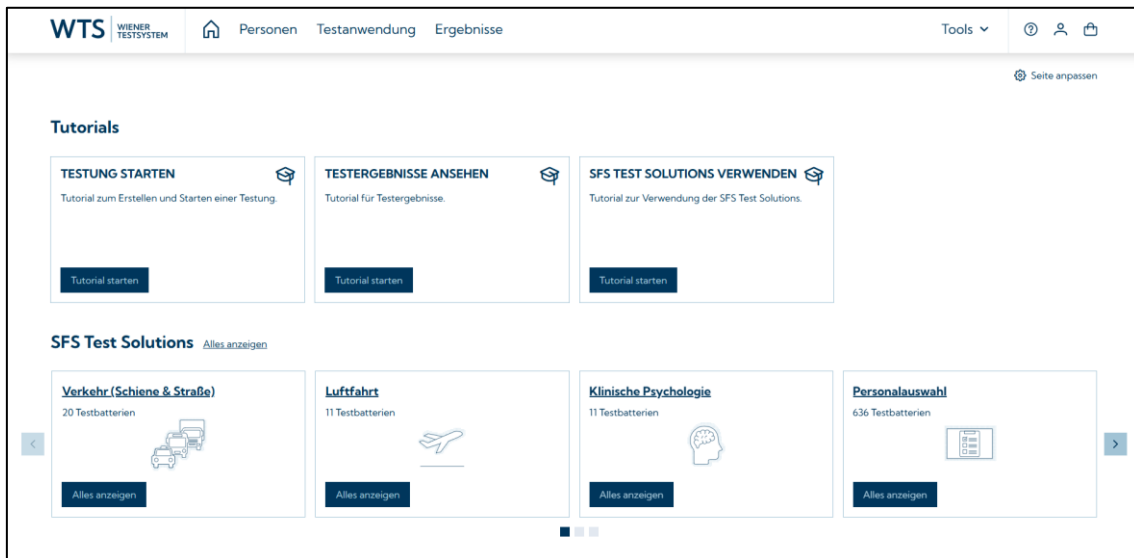 WTS WIENER TESTSYSTEM Personen Testanwendung Ergebnisse Tools
Seite anpassen
Tutorials
TESTUNG STARTEN
Tutorial zum Erstellen und Starten einer Testung.
Tutorial starten
TESTERGEBNISSE ANSEHEN
Tutorial für Testergebnisse.
Tutorial starten
SFS TEST SOLUTIONS VERWENDEN
Tutorial zur Verwendung der SFS Test Solutions.
Tutorial starten
SFS Test Solutions Alles anzeigen
Verkehr (Schiene & Straße)
20 Testbatterien
Alles anzeigen
Luftfahrt
11 Testbatterien
Alles anzeigen
Klinische Psychologie
11 Testbatterien
Alles anzeigen
Personalauswahl
636 Testbatterien
Alles anzeigen